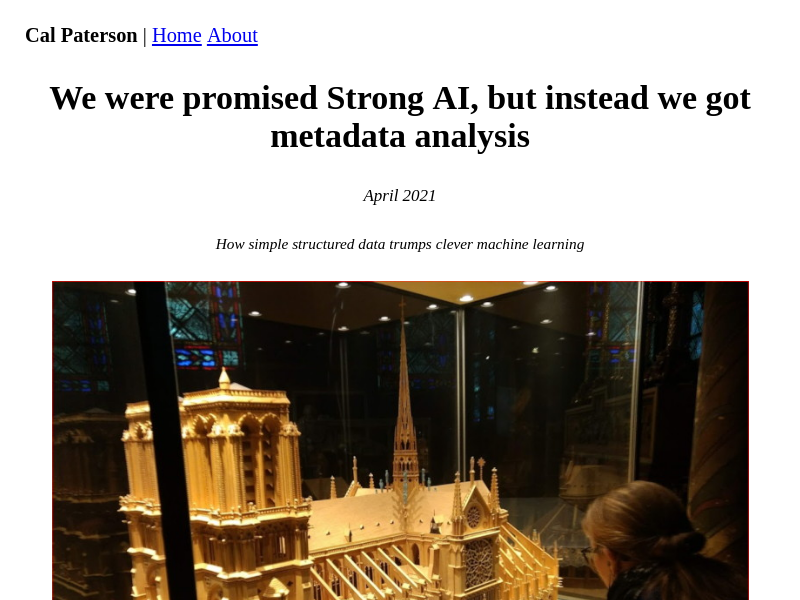 Cal Paterson | Home About
We were promised Strong AI, but instead we got
metadata analysis
April 2021
How simple structured data trumps clever machine learning